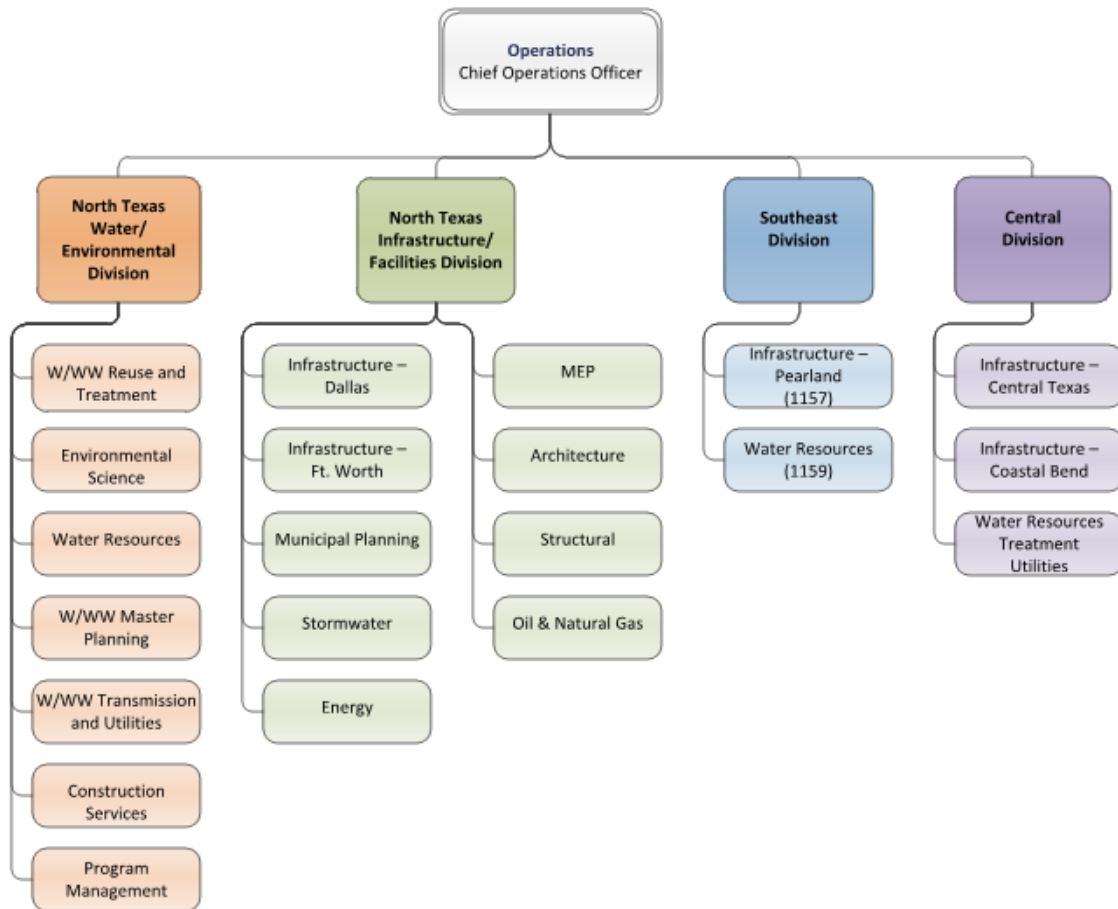 Operations
Chief Operations Officer
North Texas
Water/
Environmental
Division
North Texas
Infrastructure/
Facilities Division
Southeast
Division
Central
Division
W/WW Reuse and
Treatment
Environmental
Science
Water Resources
W/WW Master
Planning
W/WW Transmission
and Utilities
Construction
Services
Program
Management
Infrastructure –
Dallas
Infrastructure –
Ft. Worth
Municipal Planning
Stormwater
Energy
MEP
Architecture
Structural
Oil & Natural Gas
Infrastructure –
Pearland
(1157)
Water Resources
(1159)
Infrastructure –
Central Texas
Infrastructure –
Coastal Bend
Water Resources
Treatment
Utilities